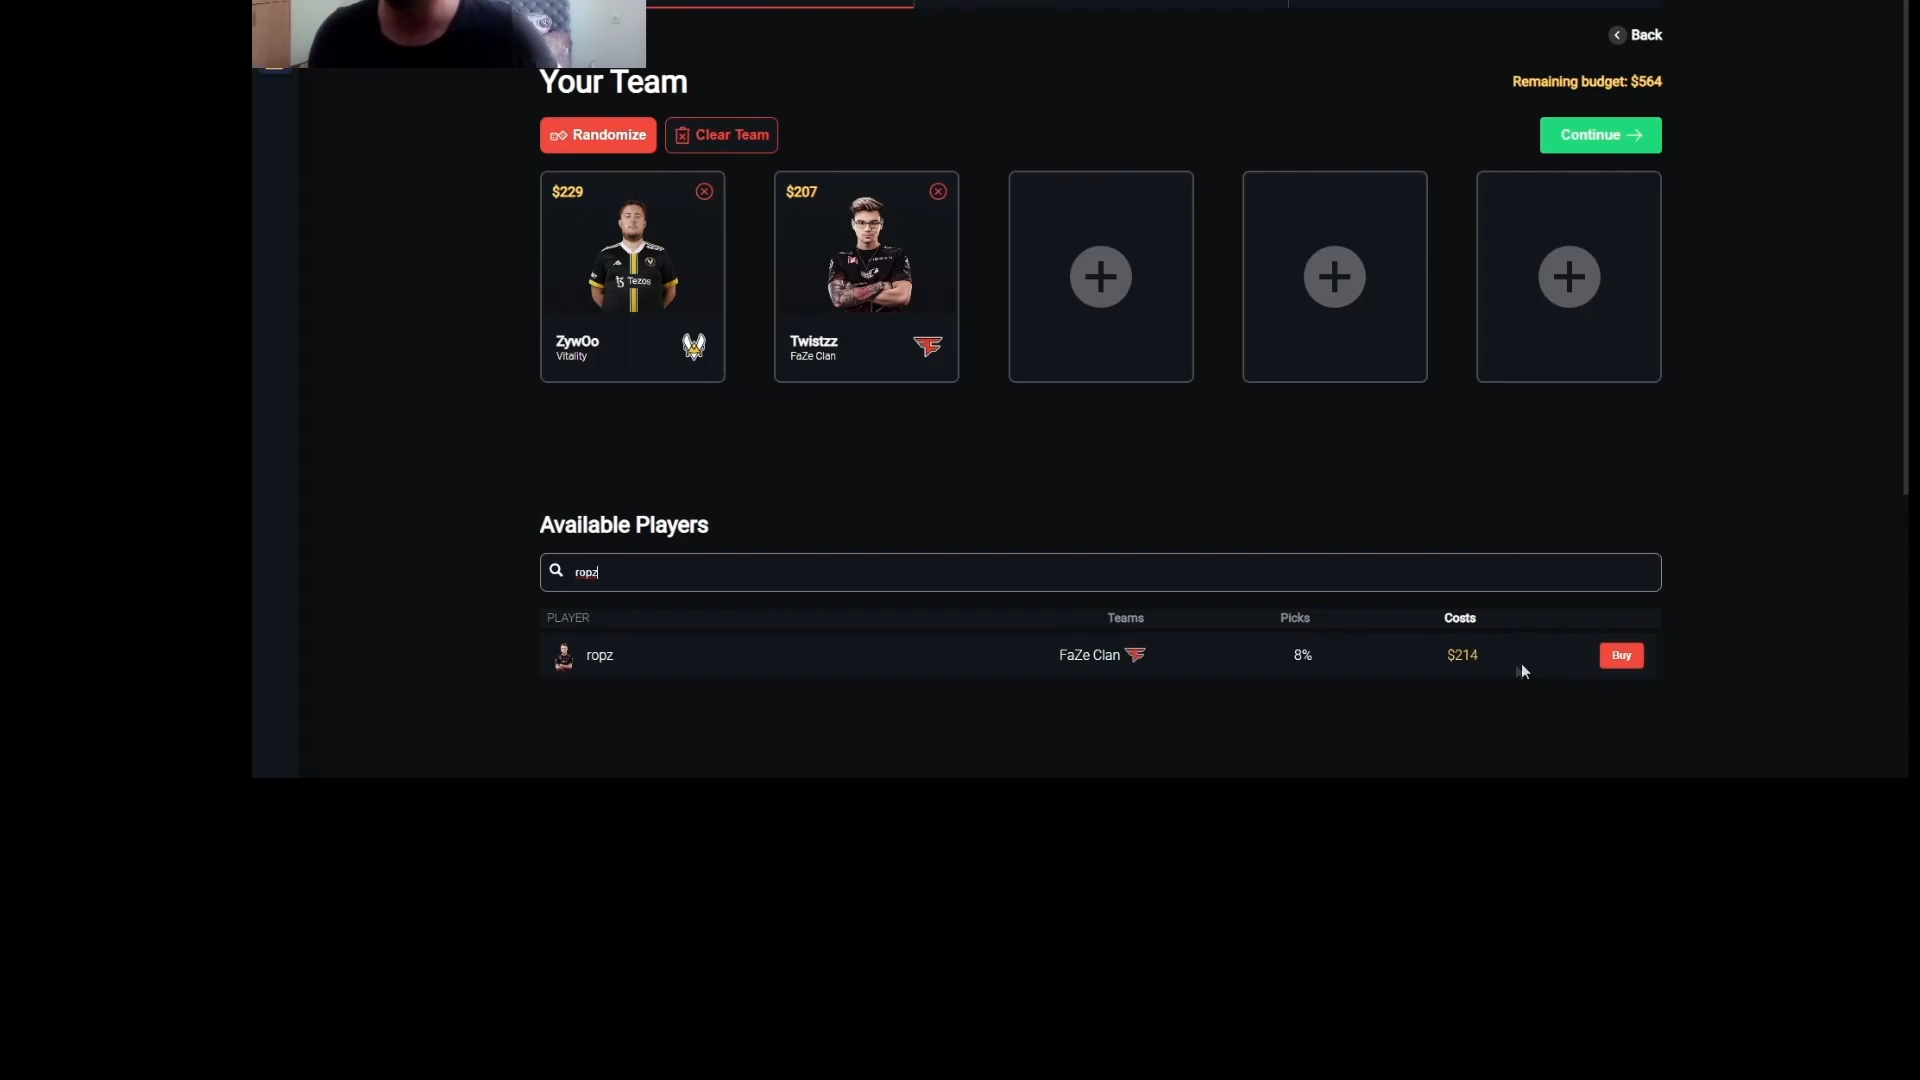 Back
Your Team
Remaining budget: $564
Randomize
Clear Team
Continue
$229
$207
Tezos
ZywOo
Vitality
Twistzz
FaZe Clan
Available Players
ropz
PLAYER Teams Picks Costs
ropz FaZe Clan 8% $214 Buy